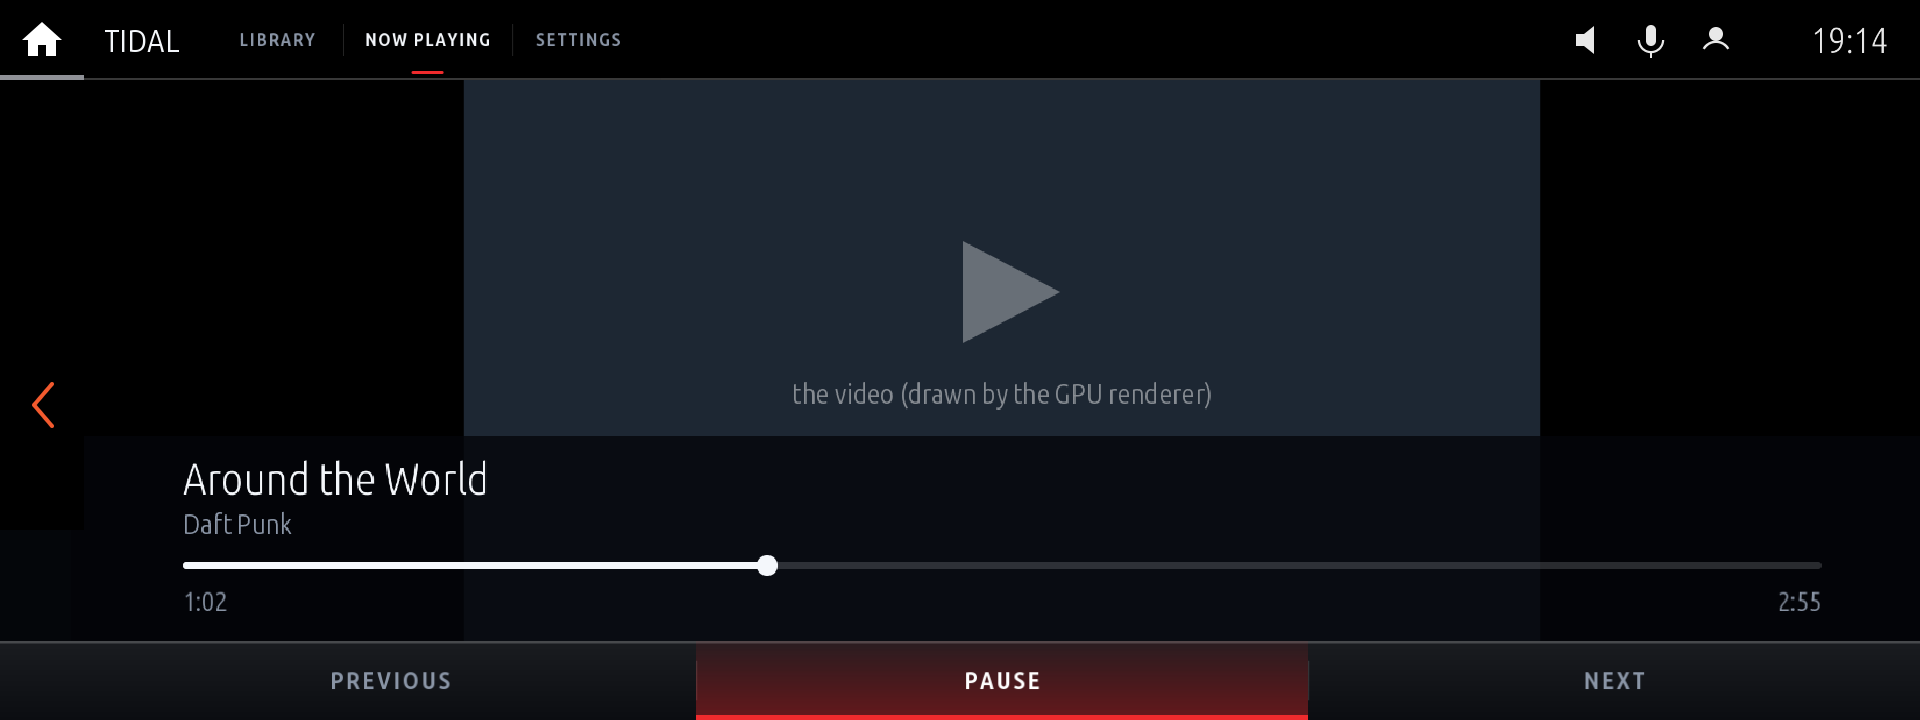 TIDAL
LIBRARY
NOW PLAYING
SETTINGS
19:14
the video (drawn by the GPU renderer)
Around the World
Daft Punk
1:02
2:55
PREVIOUS
PAUSE
NEXT